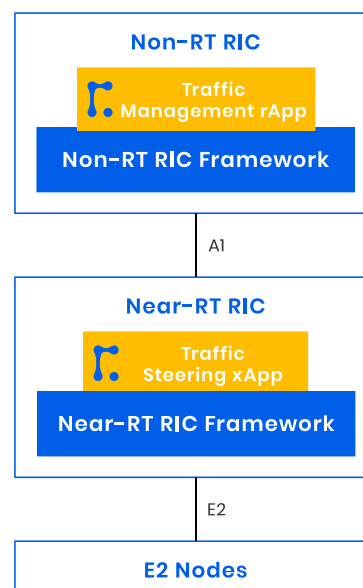 Non-RT RIC
Traffic
Management rApp
Non-RT RIC Framework
A1
Near-RT RIC
Traffic
Steering xApp
Near-RT RIC Framework
E2
E2 Nodes